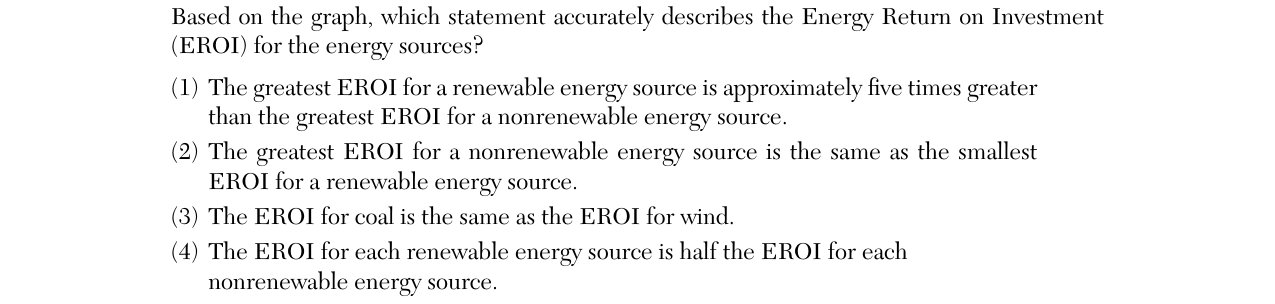 Based on the graph, which statement accurately describes the Energy Return on Investment
(EROI) for the energy sources?
(1) The greatest EROI for a renewable energy source is approximately five times greater
than the greatest EROI for a nonrenewable energy source.
(2) The greatest EROI for a nonrenewable energy source is the same as the smallest
EROI for a renewable energy source.
(3) The EROI for coal is the same as the EROI for wind.
(4) The EROI for each renewable energy source is half the EROI for each
nonrenewable energy source.